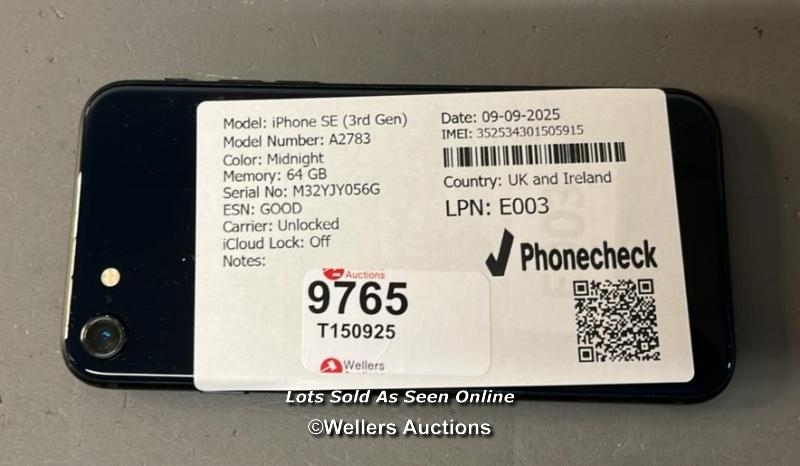 Model: iPhone SE (3rd Gen)
Model Number: A2783
Color: Midnight
Memory: 64 GB
Serial No: M32YJY056G
ESN: GOOD
Carrier: Unlocked
iCloud Lock: Off
Notes:
Date: 09-09-2025
IMEI: 352534301505915
Country: UK and Ireland
LPN: E003
Phonecheck
Auctions
9765
T150925
Wellers
Lots Sold As Seen Online
©Wellers Auctions